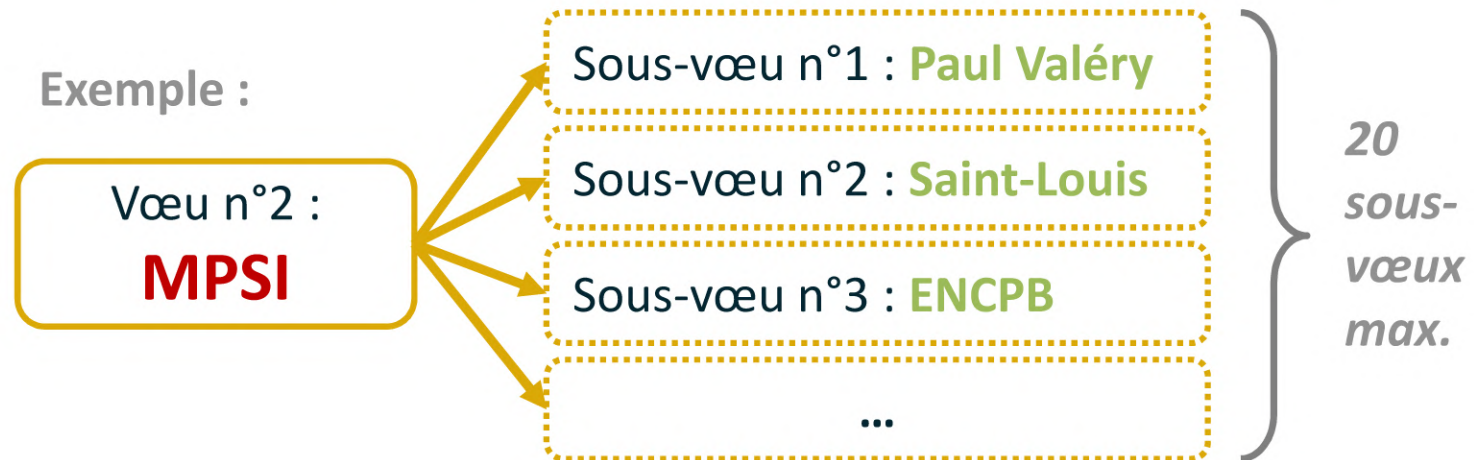 Exemple :
Vœu n°2 :
MPSI
Sous-vœu n°1 : Paul Valéry
Sous-vœu n°2 : Saint-Louis
Sous-vœu n°3 : ENCPB
...
20
sous-
vœux
max.